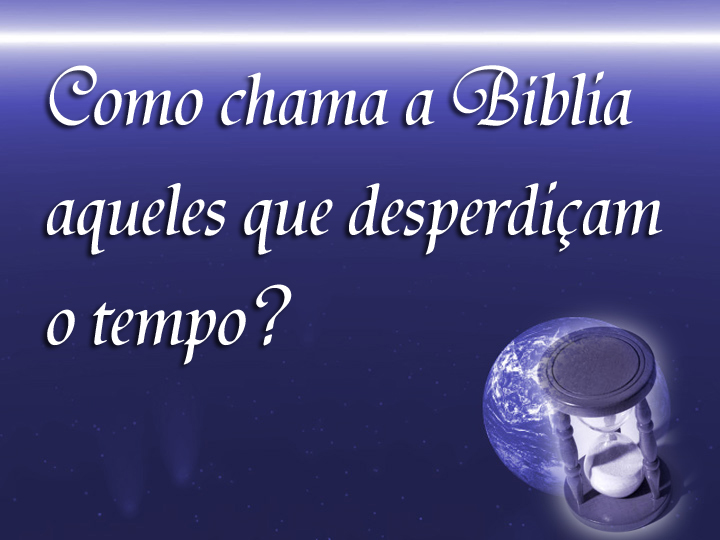 Como chama a Biblia
aqueles que desperdiçam
o tempo?